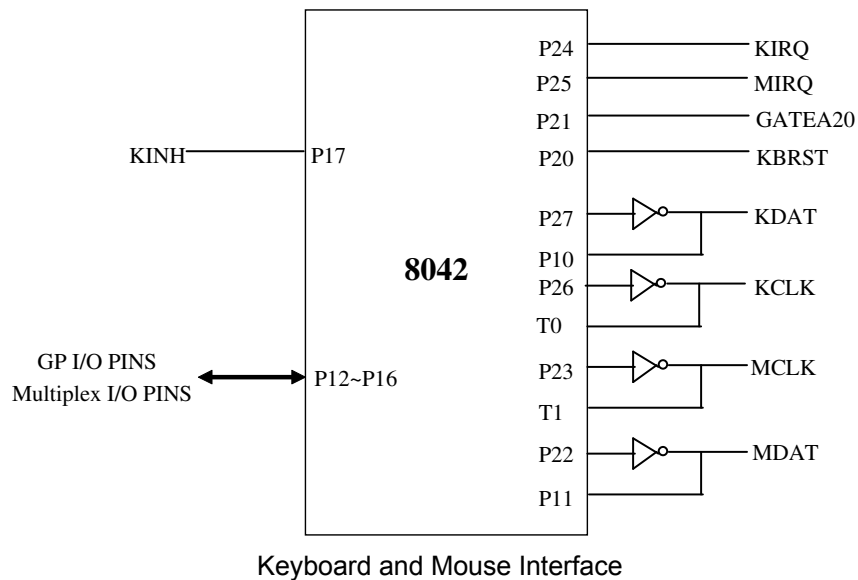 P24 KIRQ
P25 MIRQ
P21 GATEA20
KINH P17 P20 KBRST
P27 KDAT
8042 P10
P26 KCLK
T0
GP I/O PINS
Multiplex I/O PINS
P12~P16 P23 MCLK
T1
P22 MDAT
P11
Keyboard and Mouse Interface